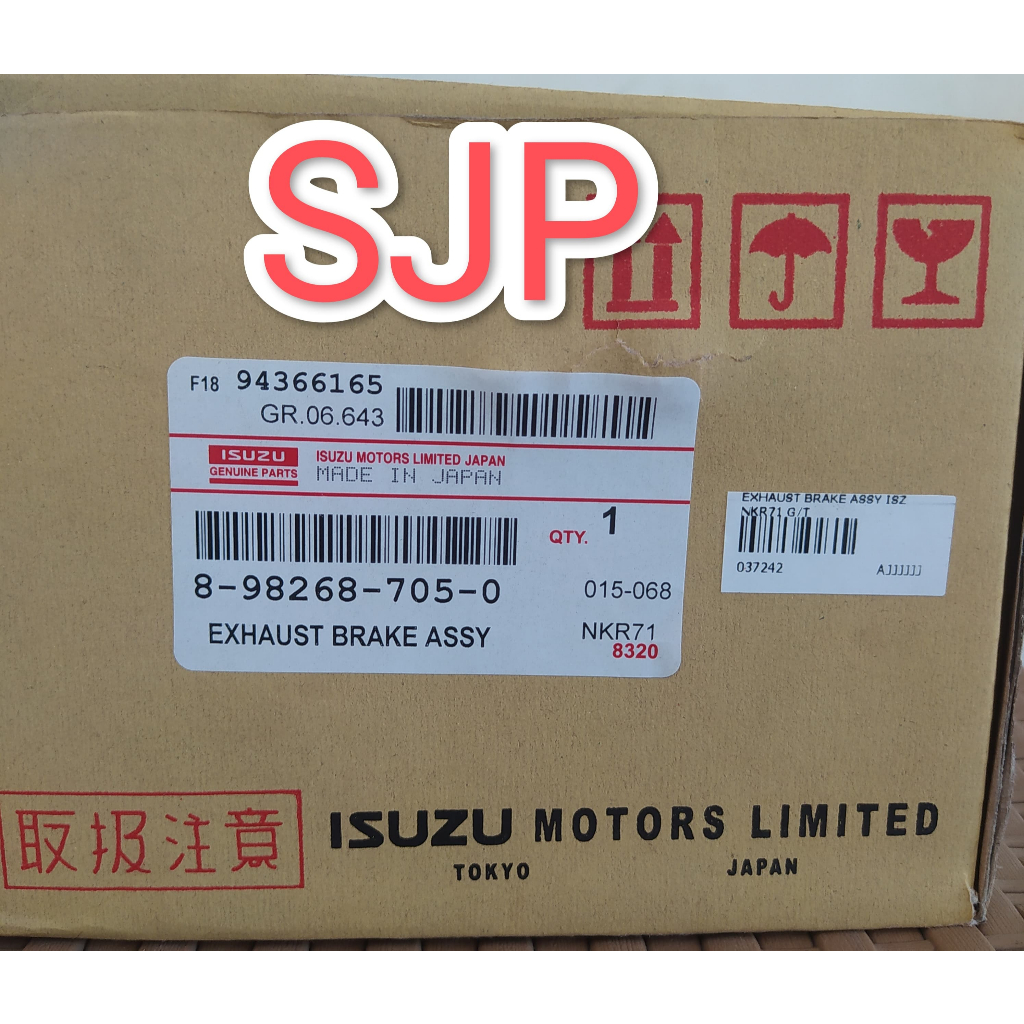 SJP
F18 94366165
GR.06.643
ISUZU
GENUINE PARTS
ISUZU MOTORS LIMITED JAPAN
MADE IN JAPAN
QTY. 1
8-98268-705-0
015-068
EXHAUST BRAKE ASSY
NKR71
8320
EXHAUST BRAKE ASSY ISZ
NKR71 G/T
037242
AJJJJJJ
取扱注意
ISUZU MOTORS LIMITED
TOKYO JAPAN